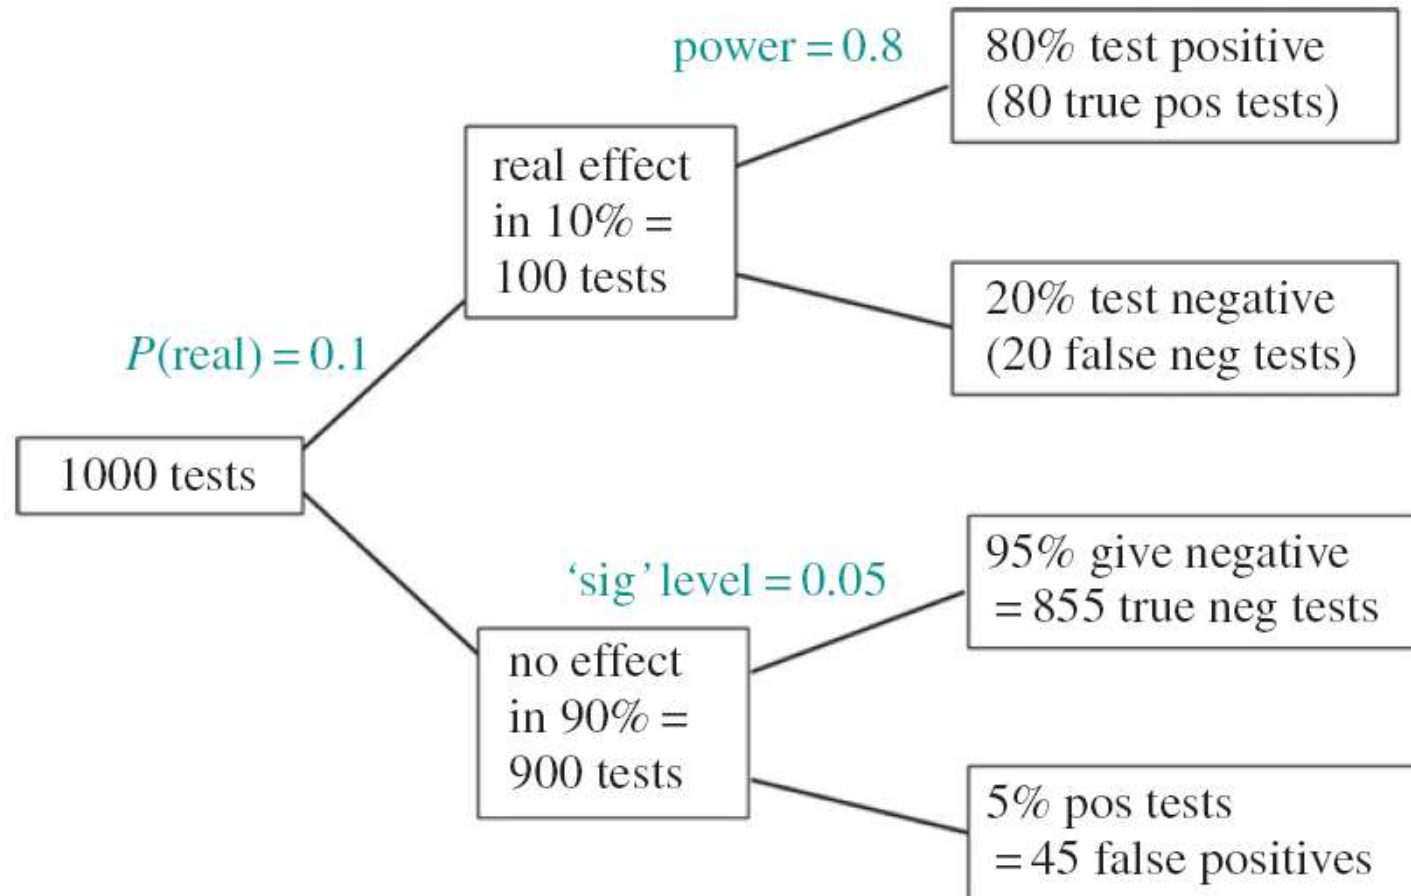 power = 0.8
80% test positive
(80 true pos tests)
real effect
in 10% =
100 tests
20% test negative
(20 false neg tests)
P(real) = 0.1
1000 tests
95% give negative
= 855 true neg tests
‘sig’ level = 0.05
no effect
in 90% =
900 tests
5% pos tests
= 45 false positives